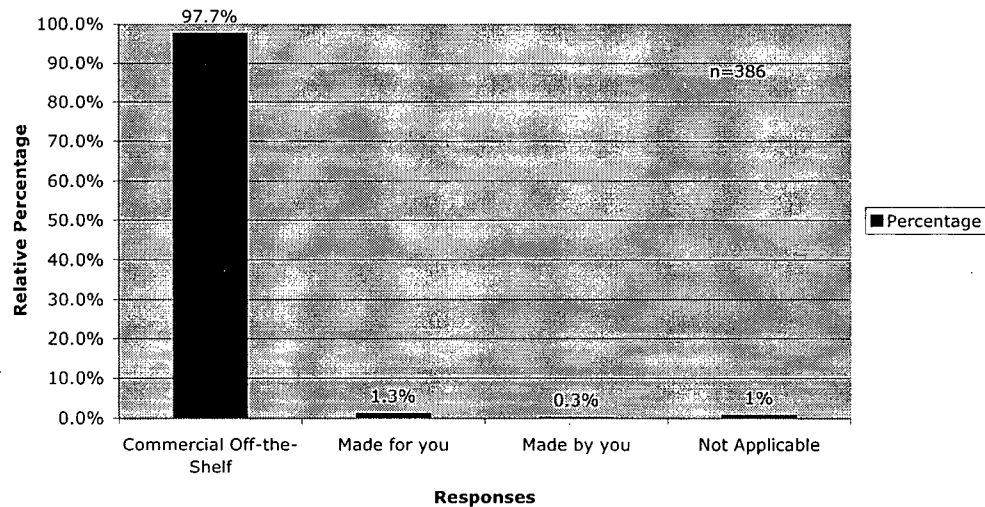 97.7%
100.0%
90.0%
80.0%
70.0%
60.0%
50.0%
40.0%
30.0%
20.0%
10.0%
0.0%
n=386
1.3%
0.3%
1%
Relative Percentage
Percentage
Commercial Off-the-
Shelf
Made for you
Made by you
Not Applicable
Responses